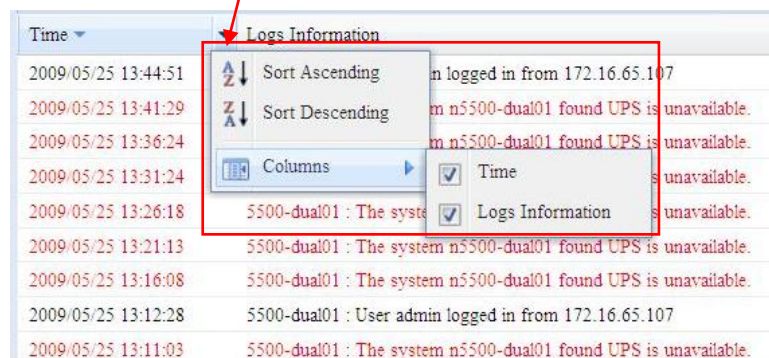 Time Logs Information
2009/05/25 13:44:51 Sort Ascending n logged in from 172.16.65.107
2009/05/25 13:41:29 Sort Descending m n5500-dual01 found UPS is unavailable.
2009/05/25 13:36:24 m n5500-dual01 found UPS is unavailable.
2009/05/25 13:31:24 Columns Time s unavailable.
2009/05/25 13:26:18 5500-dual01 : The syste Logs Information s unavailable.
2009/05/25 13:21:13 5500-dual01 : The system n5500-dual01 found UPS is unavailable.
2009/05/25 13:16:08 5500-dual01 : The system n5500-dual01 found UPS is unavailable.
2009/05/25 13:12:28 5500-dual01 : User admin logged in from 172.16.65.107
2009/05/25 13:11:03 5500-dual01 : The system n5500-dual01 found UPS is unavailable.